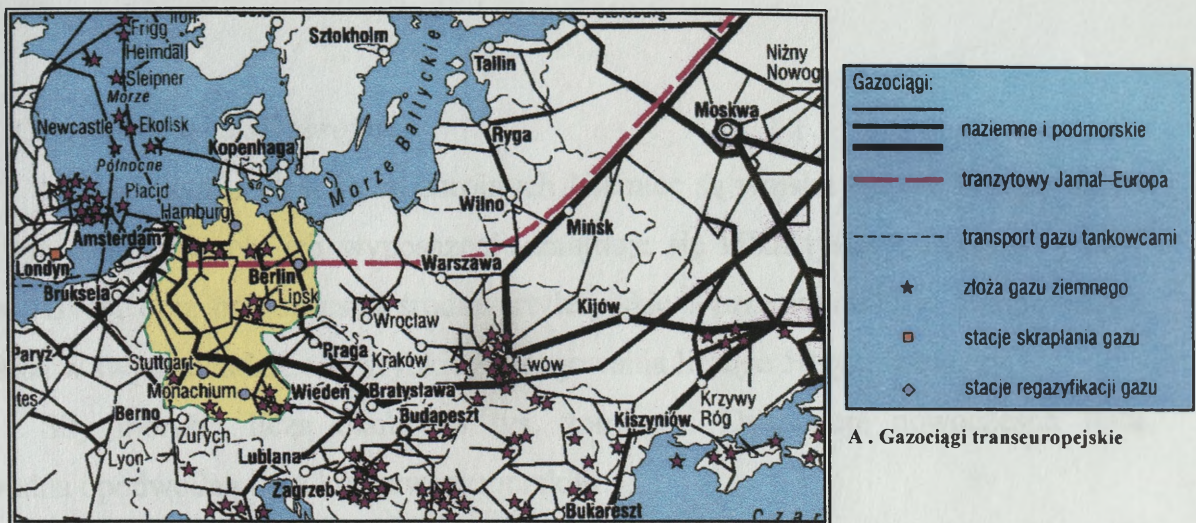 Frigg
Sztokholm
Heimdall
Tallin
Niżny
Nowog
Sleipner
Morze
Moskwa
Newcastle
Ekofisk
Ryga
Kopenhaga
Morze Bałtyckie
Północne
Placid
Wilno
Hamburg
Mińsk
Amsterdam
Londyn
Berlin
Warszawa
Bruksela
Lipsk
Kijów
Wrocław
Paryż
Praga
Kraków
Lwów
Stuttgart
Monachium
Wiedeń
Bratysława
Krzywy
Róg
Berno
Budapeszt
Kiszyniów
Zurych
Lyon
Lublana
Zagrzeb
Bukareszt
Czar
Gazociągi:
naziemne i podmorskie
tranzytowy Jamał–Europa
transport gazu tankowcami
złoża gazu ziemnego
stacje skraplania gazu
stacje regazyfikacji gazu
A . Gazociągi transeuropejskie